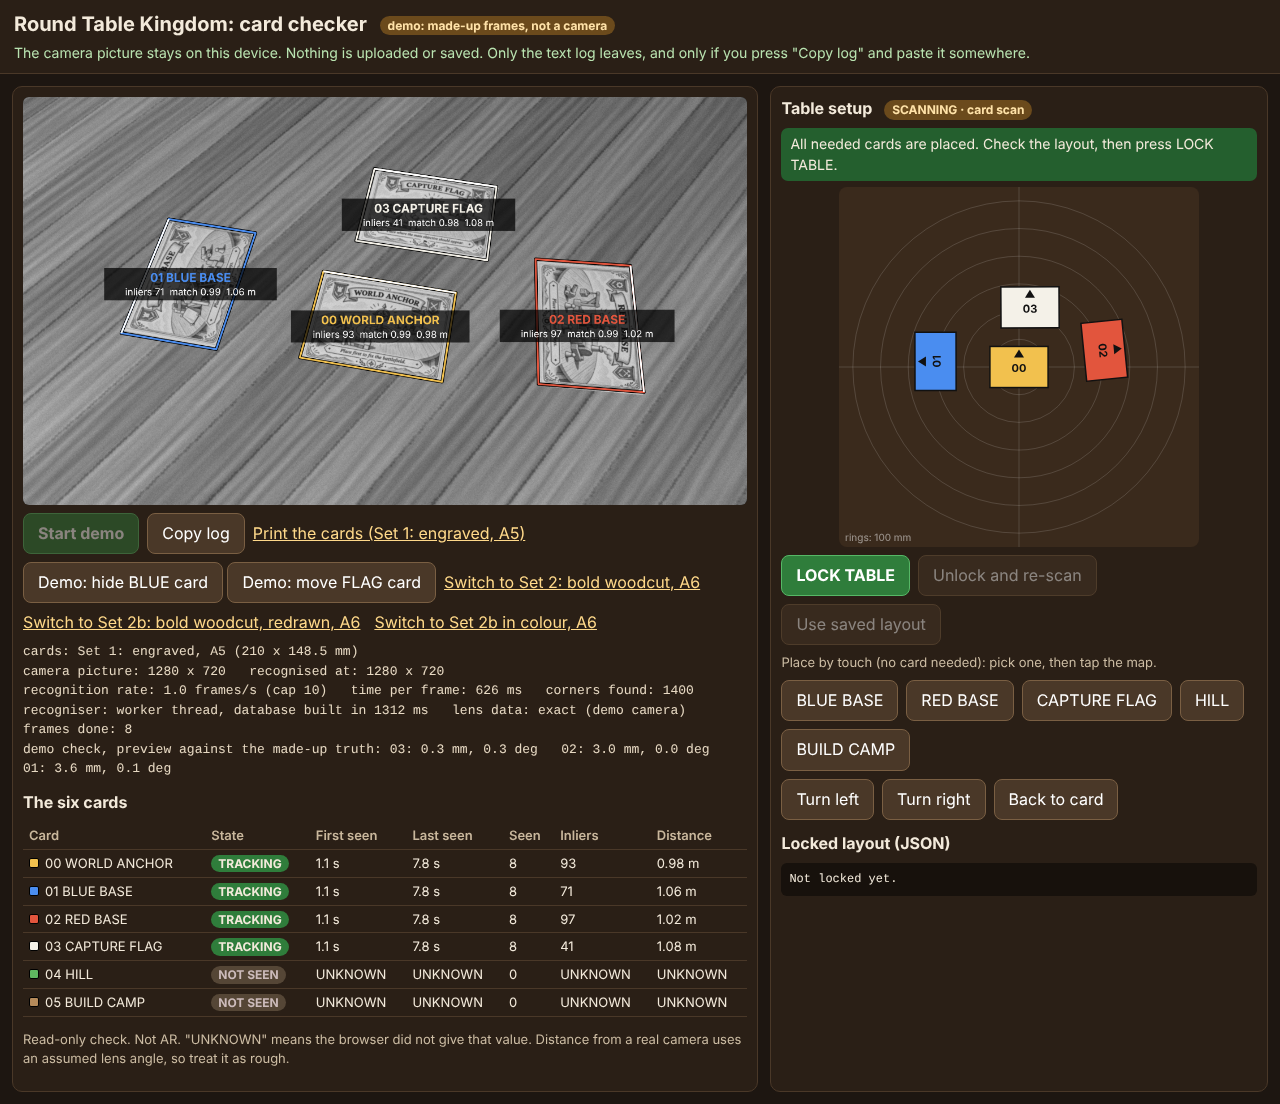 Round Table Kingdom: card checker demo: made-up frames, not a camera
The camera picture stays on this device. Nothing is uploaded or saved. Only the text log leaves, and only if you press "Copy log" and paste it somewhere.
CAPTURE FLAG
03 CAPTURE FLAG
inliers 41 match 0.98 1.08 m
01 BLUE BASE
inliers 71 match 0.99 1.06 m
WORLD ANCHOR
00 WORLD ANCHOR
inliers 93 match 0.99 0.98 m
Place first to fix the battlefield
02 RED BASE
inliers 97 match 0.99 1.02 m
Start demo
Copy log
Print the cards (Set 1: engraved, A5)
Demo: hide BLUE card
Demo: move FLAG card
Switch to Set 2: bold woodcut, A6
Switch to Set 2b: bold woodcut, redrawn, A6
Switch to Set 2b in colour, A6
cards: Set 1: engraved, A5 (210 x 148.5 mm)
camera picture: 1280 x 720 recognised at: 1280 x 720
recognition rate: 1.0 frames/s (cap 10) time per frame: 626 ms corners found: 1400
recogniser: worker thread, database built in 1312 ms lens data: exact (demo camera)
frames done: 8
demo check, preview against the made-up truth: 03: 0.3 mm, 0.3 deg 02: 3.0 mm, 0.0 deg
01: 3.6 mm, 0.1 deg
The six cards
Card State First seen Last seen Seen Inliers Distance
00 WORLD ANCHOR TRACKING 1.1 s 7.8 s 8 93 0.98 m
01 BLUE BASE TRACKING 1.1 s 7.8 s 8 71 1.06 m
02 RED BASE TRACKING 1.1 s 7.8 s 8 97 1.02 m
03 CAPTURE FLAG TRACKING 1.1 s 7.8 s 8 41 1.08 m
04 HILL NOT SEEN UNKNOWN UNKNOWN 0 UNKNOWN UNKNOWN
05 BUILD CAMP NOT SEEN UNKNOWN UNKNOWN 0 UNKNOWN UNKNOWN
Read-only check. Not AR. "UNKNOWN" means the browser did not give that value. Distance from a real camera uses
an assumed lens angle, so treat it as rough.
Table setup SCANNING · card scan
All needed cards are placed. Check the layout, then press LOCK
TABLE.
03
01
00
02
rings: 100 mm
LOCK TABLE
Unlock and re-scan
Use saved layout
Place by touch (no card needed): pick one, then tap the map.
BLUE BASE
RED BASE
CAPTURE FLAG
HILL
BUILD CAMP
Turn left
Turn right
Back to card
Locked layout (JSON)
Not locked yet.